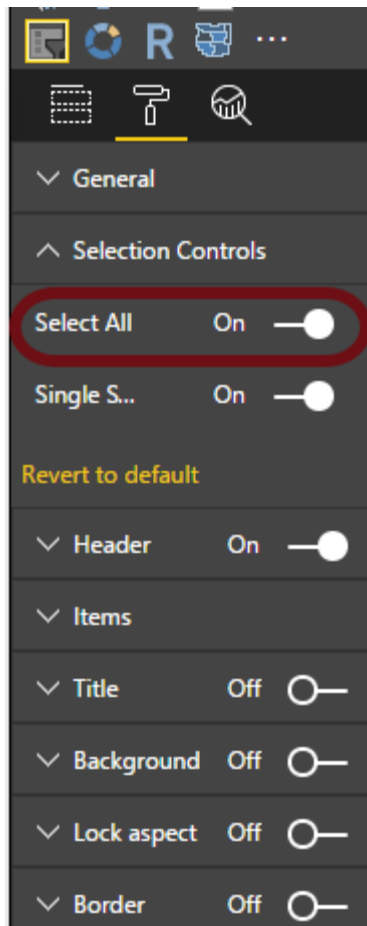 R ...
General
Selection Controls
Select All On
Single S... On
Revert to default
Header On
Items
Title Off
Background Off
Lock aspect Off
Border Off